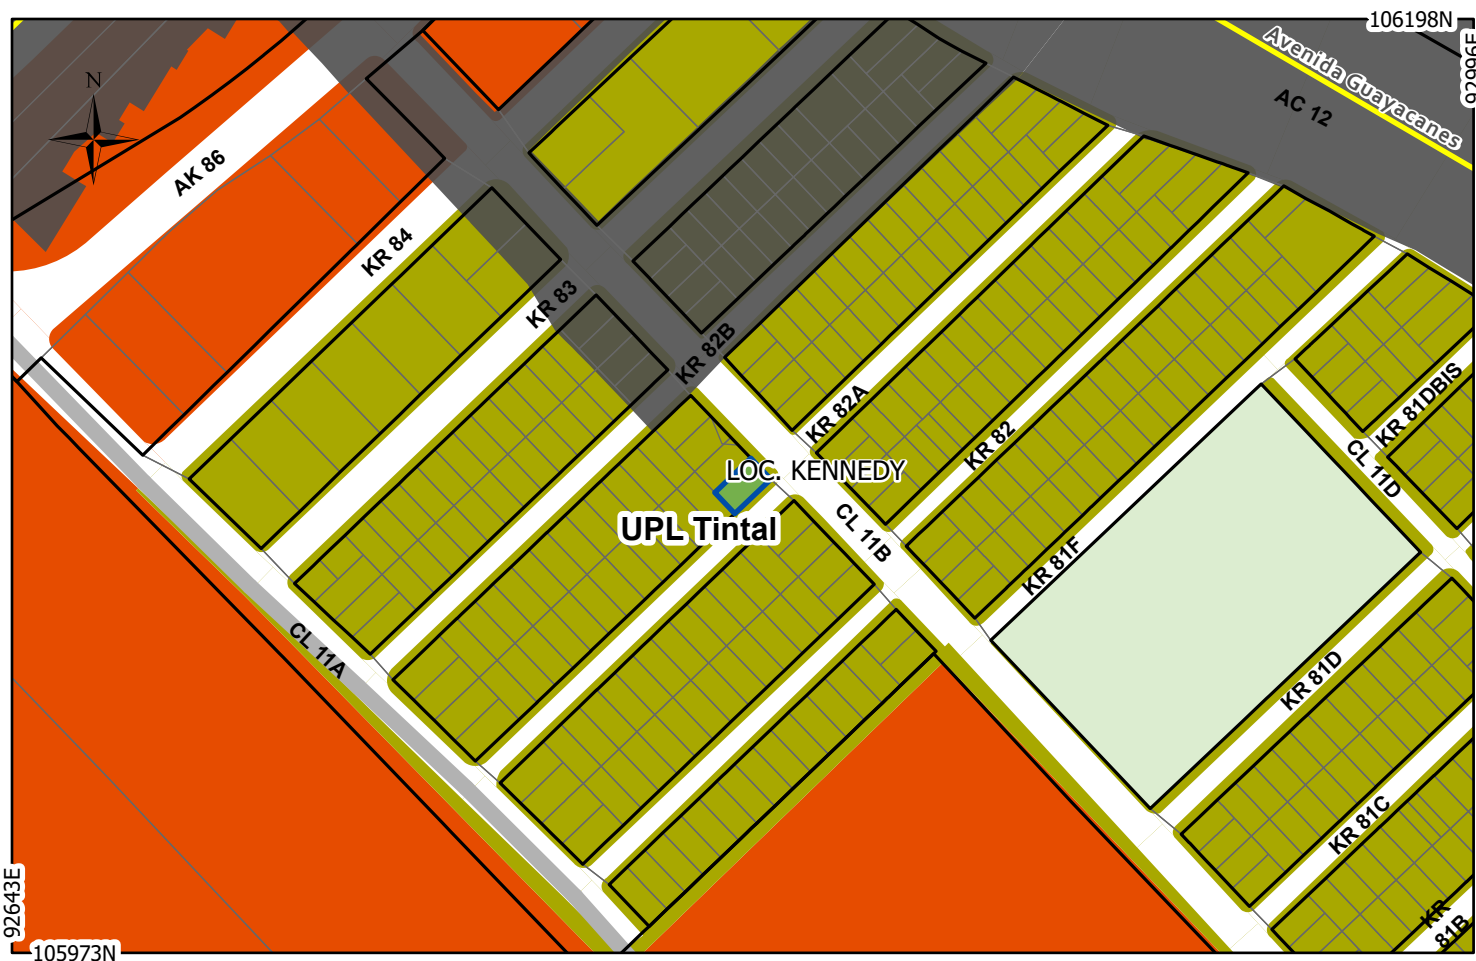 106198N
92996E
Avenida Guayacanes
AC 12
N
AK 86
KR 84
KR 83
KR 82B
KR 82A
KR 82
KR 81DBIS
CL 11D
LOC. KENNEDY
UPL Tintal
CL 11B
KR 81F
CL 11A
KR 81D
KR 81C
KR
81B
92643E
105973N